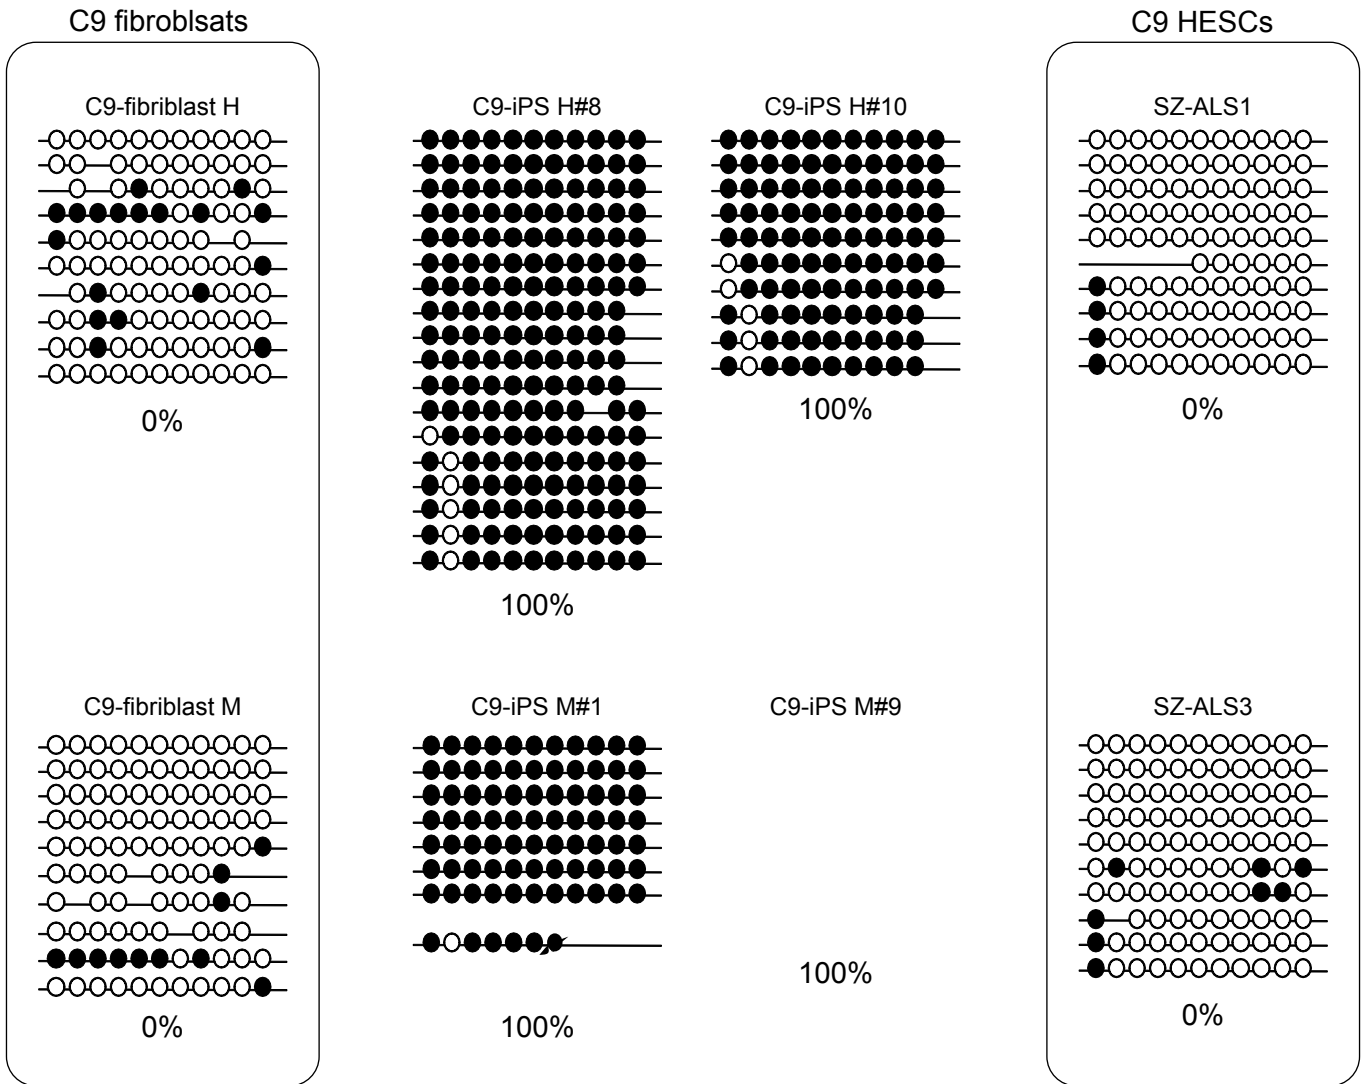 C9 fibroblsats
C9 HESCs
C9-fibriblast H
C9-iPS H#8
C9-iPS H#10
SZ-ALS1
0%
100%
100%
0%
C9-fibriblast M
C9-iPS M#1
C9-iPS M#9
SZ-ALS3
0%
100%
100%
0%